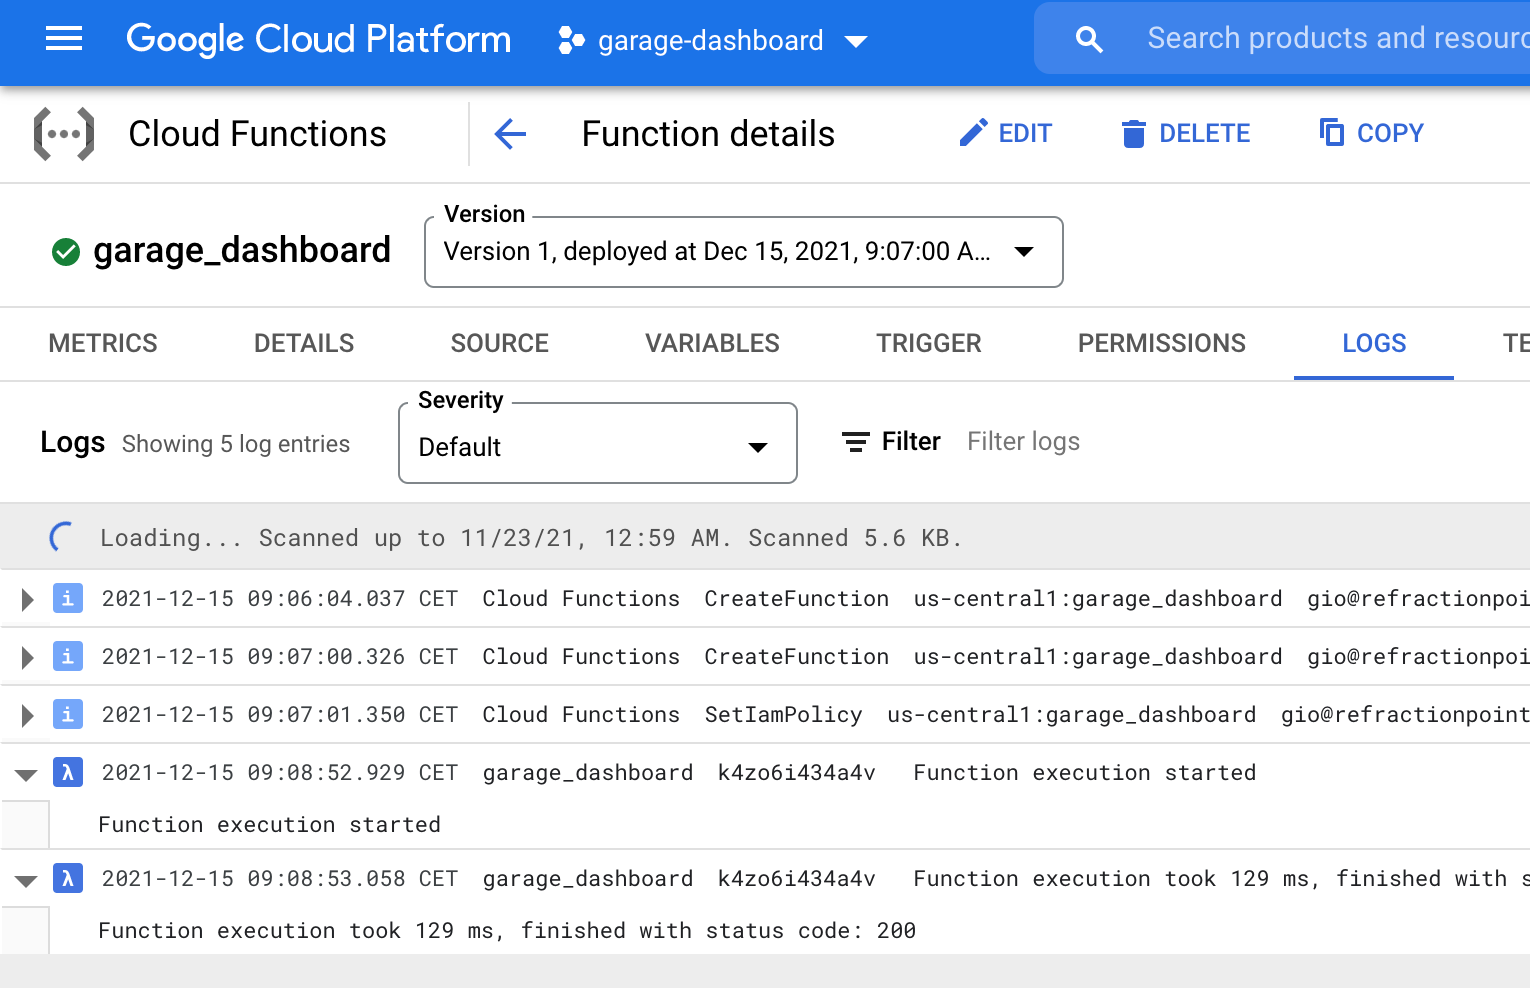 Google Cloud Platform garage-dashboard Search products and
Cloud Functions Function details EDIT DELETE COPY
Version
garage_dashboard Version 1, deployed at Dec 15, 2021, 9:07:00 A...
METRICS DETAILS SOURCE VARIABLES TRIGGER PERMISSIONS LOGS
Severity
Logs Showing 5 log entries Default Filter Filter logs
Loading... Scanned up to 11/23/21, 12:59 AM. Scanned 5.6 KB.
i 2021-12-15 09:06:04.037 CET Cloud Functions CreateFunction us-central1:garage_dashboard gio@refractionpoi
i 2021-12-15 09:07:00.326 CET Cloud Functions CreateFunction us-central1:garage_dashboard gio@refractionpoi
i 2021-12-15 09:07:01.350 CET Cloud Functions SetIamPolicy us-central1:garage_dashboard gio@refractionpoint
λ 2021-12-15 09:08:52.929 CET garage_dashboard k4zo6i434a4v Function execution started
Function execution started
λ 2021-12-15 09:08:53.058 CET garage_dashboard k4zo6i434a4v Function execution took 129 ms, finished with
Function execution took 129 ms, finished with status code: 200